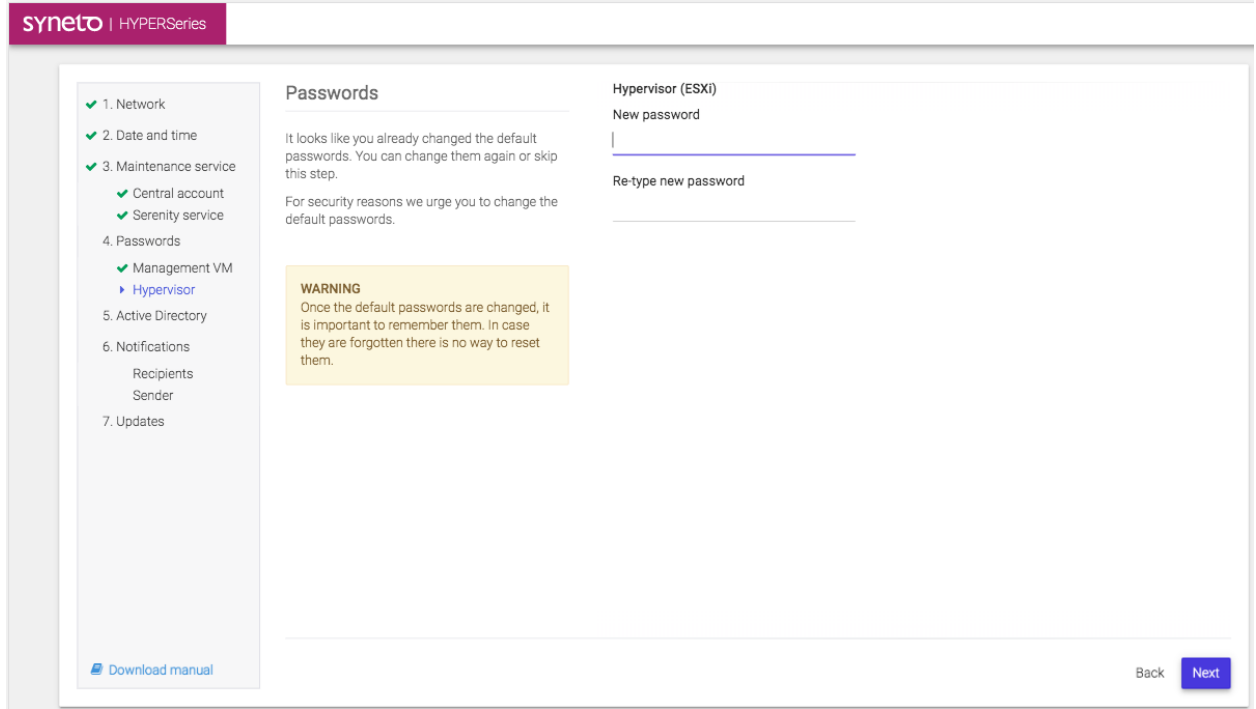 syneto | HYPERSeries
1. Network
2. Date and time
3. Maintenance service
Central account
Serenity service
4. Passwords
Management VM
Hypervisor
5. Active Directory
6. Notifications
Recipients
Sender
7. Updates
Download manual
Passwords
It looks like you already changed the default
passwords. You can change them again or skip
this step.
For security reasons we urge you to change the
default passwords.
WARNING
Once the default passwords are changed, it
is important to remember them. In case
they are forgotten there is no way to reset
them.
Hypervisor (ESXi)
New password
Re-type new password
Back
Next